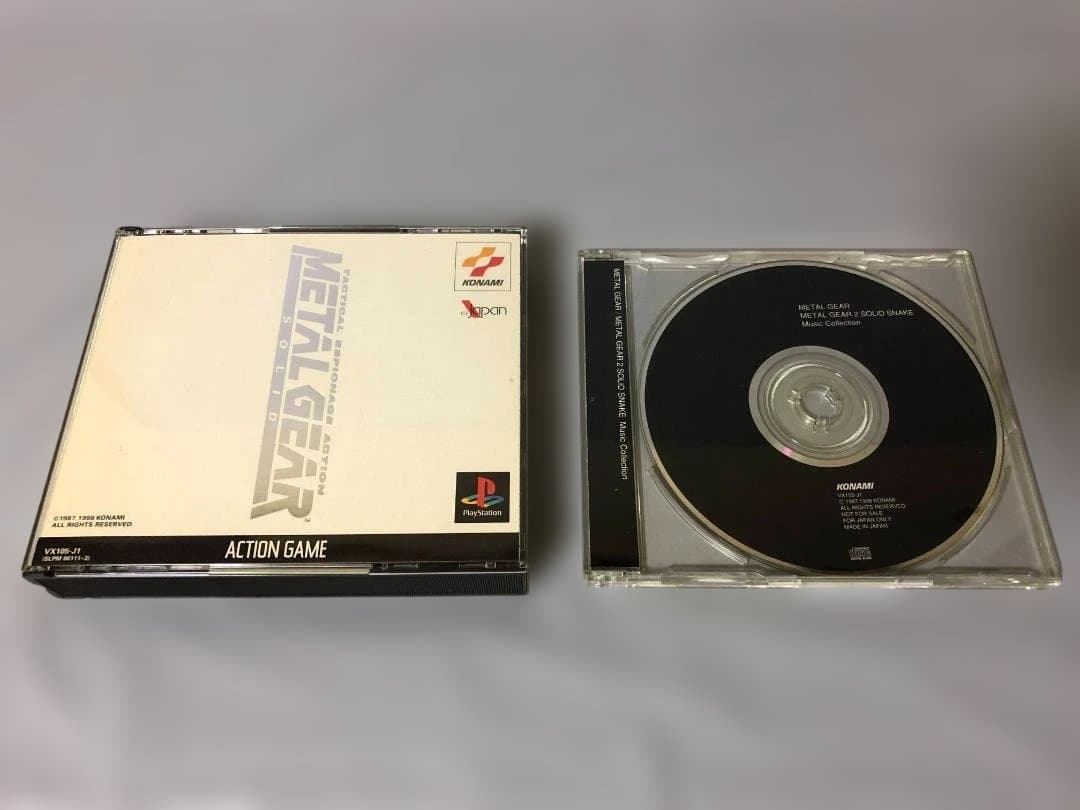 TACTICAL ESPIONAGE ACTION
METAL GEAR
SOLID
KONAMI
Japan
PlayStation
©1987 1998 KONAMI
ALL RIGHTS RESERVED.
VX105-J1
(SLPM 86111~3)
ACTION GAME
METAL GEAR / METAL GEAR 2 SOLID SNAKE Music Collection
METAL GEAR
METAL GEAR 2 SOLID SNAKE
Music Collection
KONAMI
VX105-J1
© 1987 1998 KONAMI
ALL RIGHTS RESERVED.
NOT FOR SALE
FOR JAPAN ONLY
MADE IN JAPAN